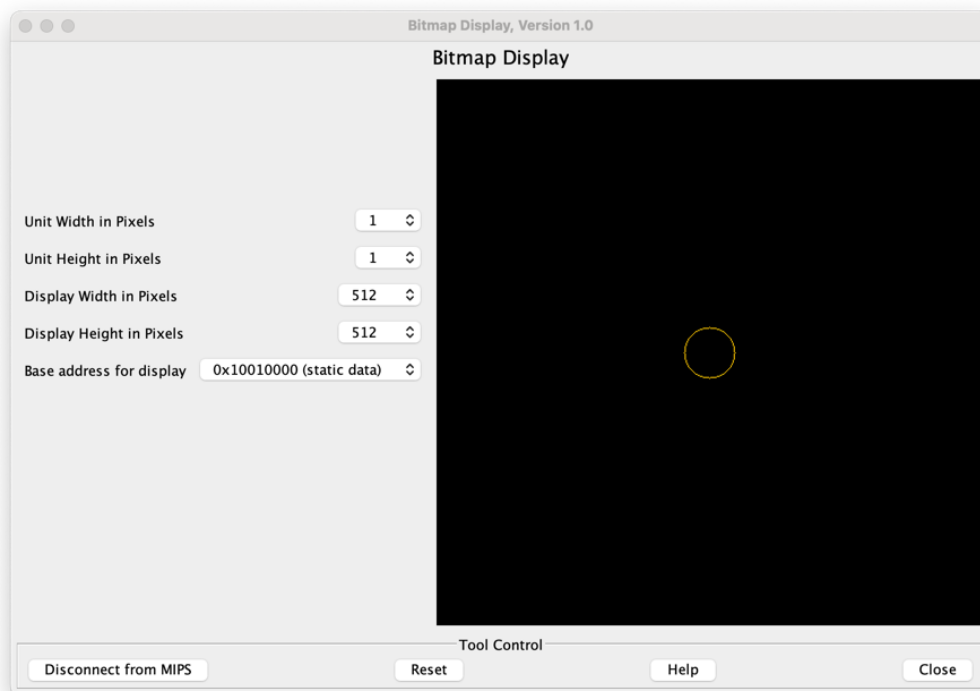 Bitmap Display, Version 1.0
Bitmap Display
Unit Width in Pixels 1
Unit Height in Pixels 1
Display Width in Pixels 512
Display Height in Pixels 512
Base address for display 0x10010000 (static data)
Tool Control
Disconnect from MIPS Reset Help Close